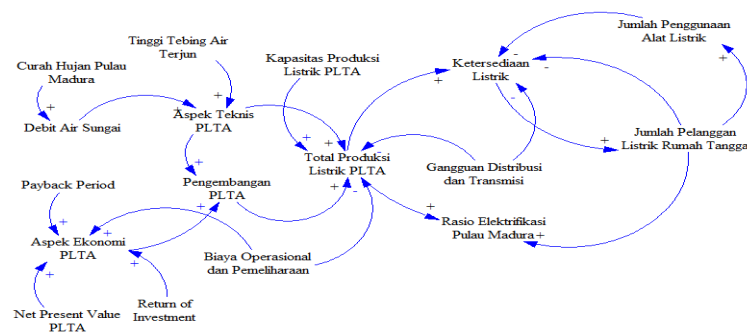 Jumlah Penggunaan
Alat Listrik
Tinggi Tebing Air
Terjun
Kapasitas Produksi
Listrik PLTA
Ketersediaan
Listrik
Curah Hujan Pulau
Madura
Debit Air Sungai
Aspek Teknis
PLTA
Jumlah Pelanggan
Listrik Rumah Tangga
Total Produksi
Listrik PLTA
Gangguan Distribusi
dan Transmisi
Payback Period
Pengembangan
PLTA
Rasio Elektrifikasi
Pulau Madura
Aspek Ekonomi
PLTA
Biaya Operasional
dan Pemeliharaan
Net Present Value
PLTA
Return of
Investment